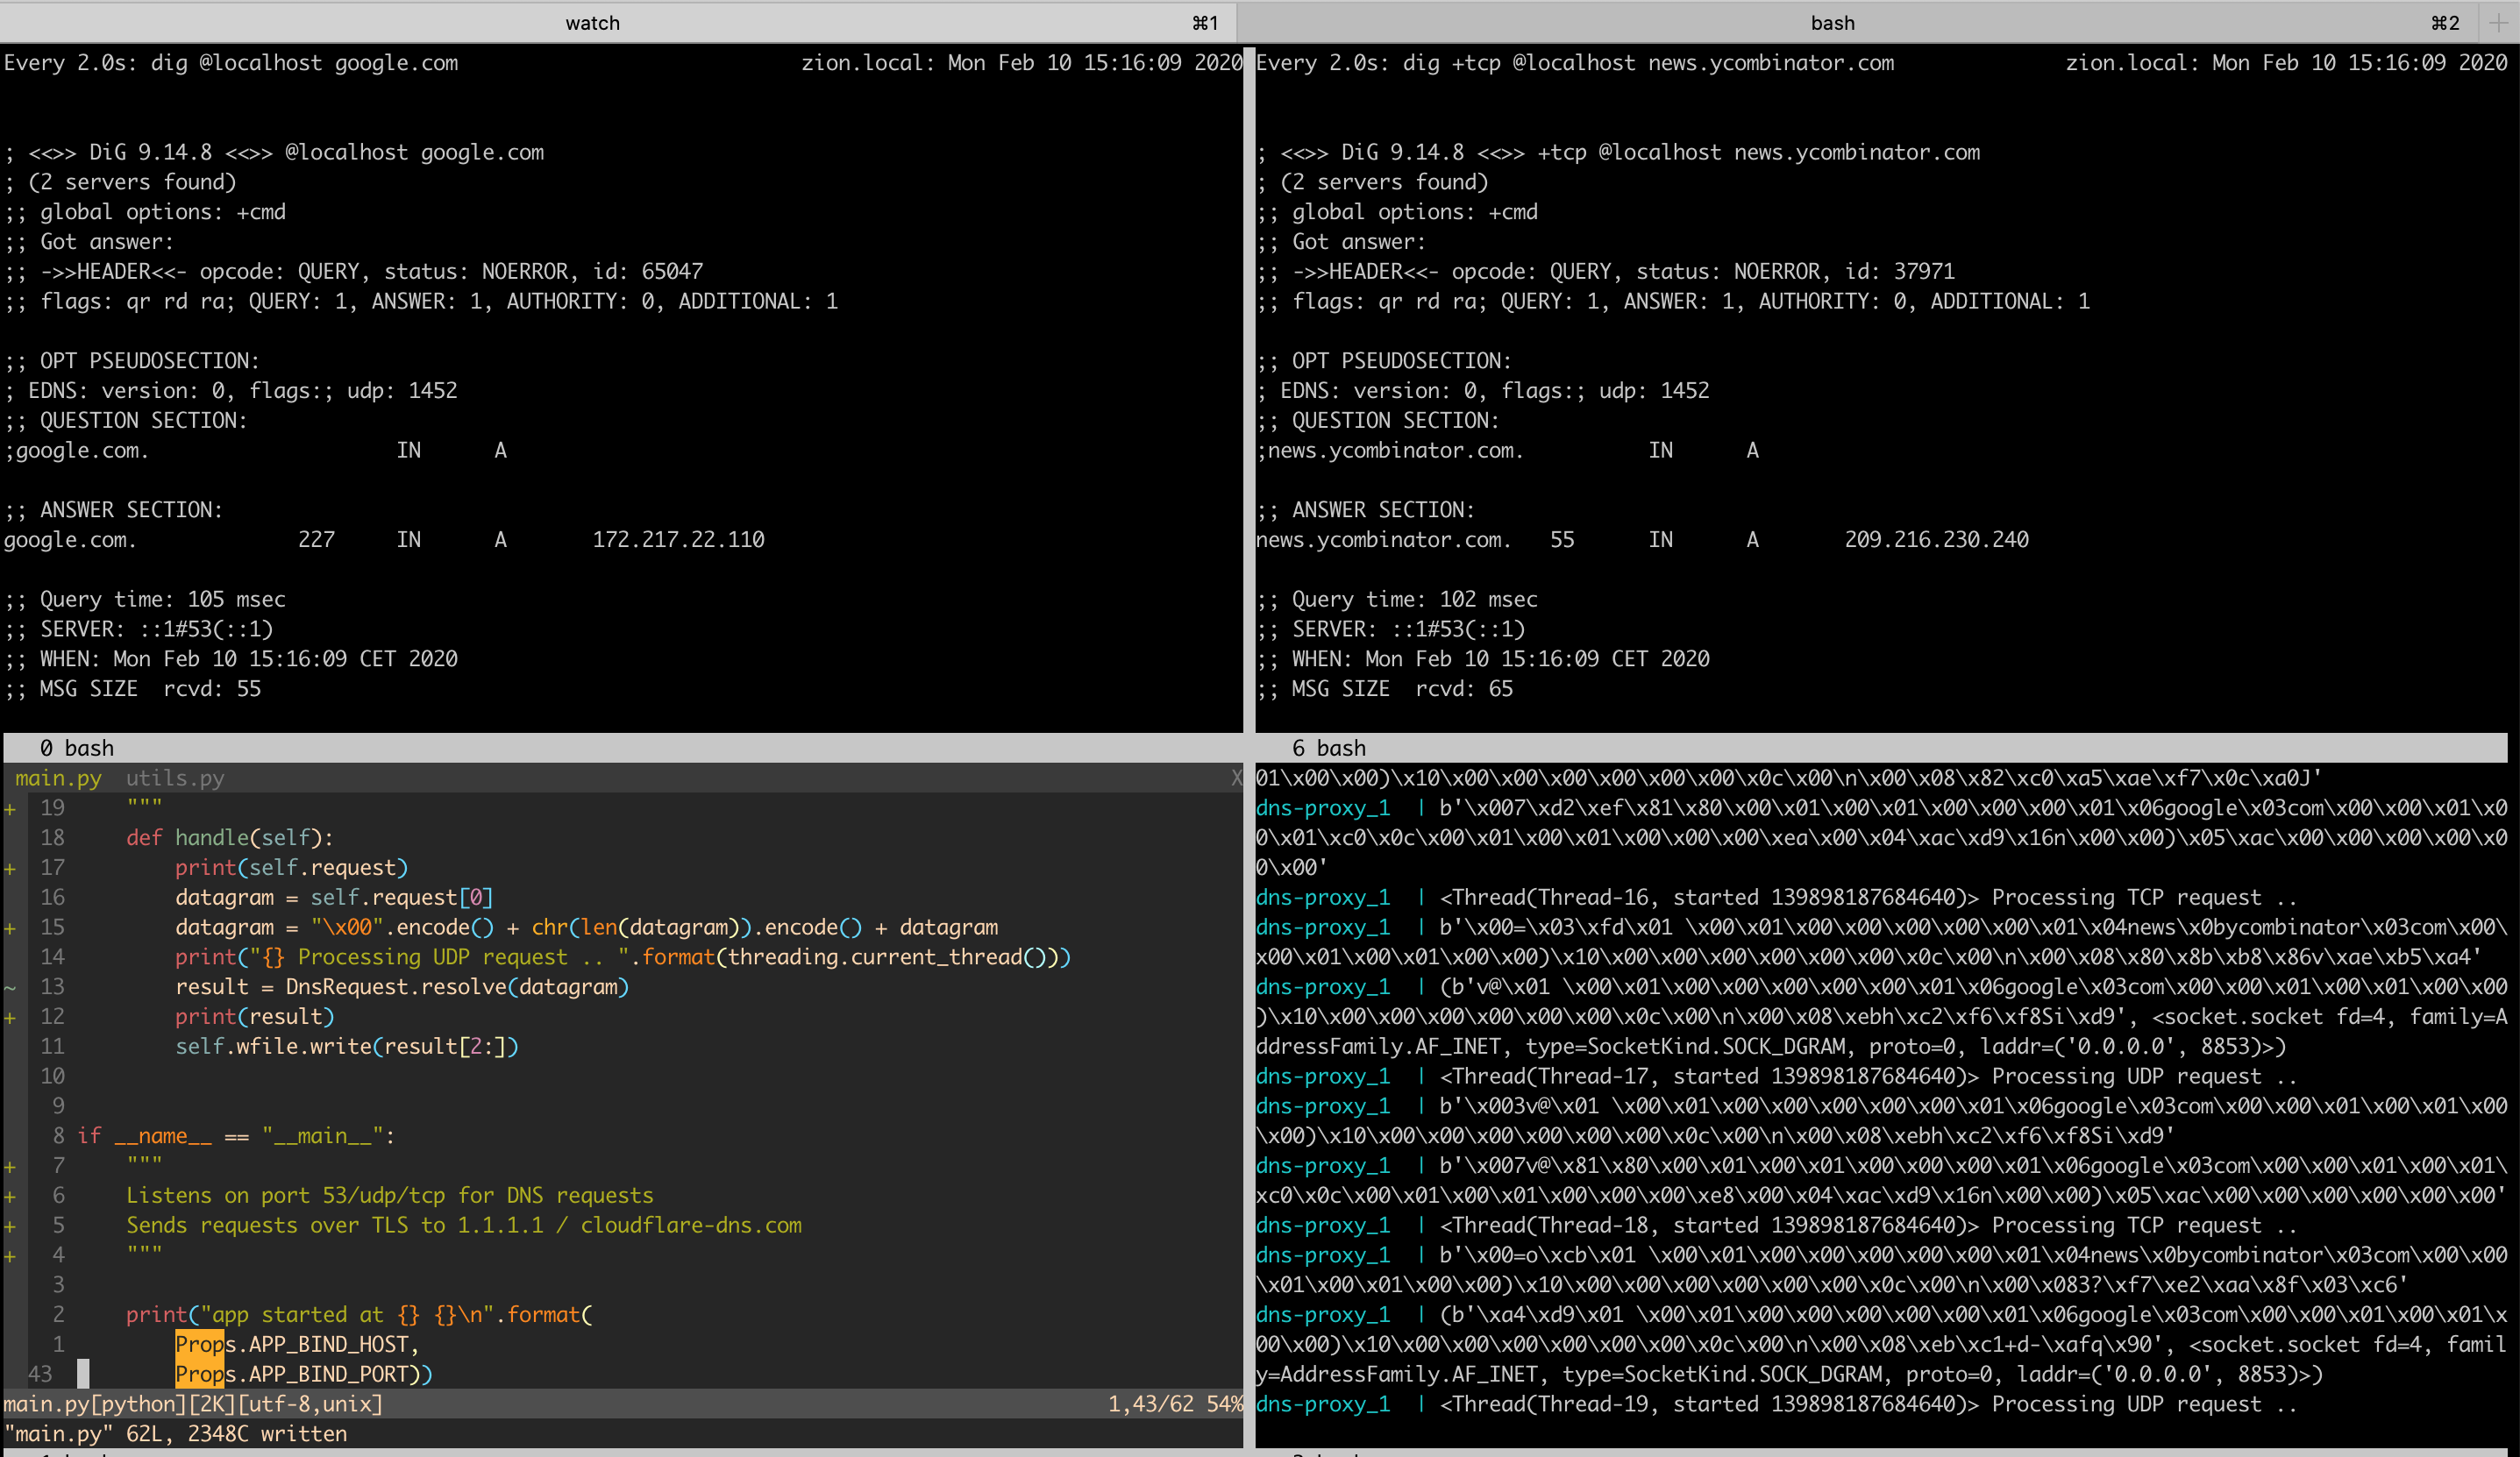 watch ⌘1
bash ⌘2
Every 2.0s: dig @localhost google.com zion.local: Mon Feb 10 15:16:09 2020
; <<>> DiG 9.14.8 <<>> @localhost google.com
; (2 servers found)
;; global options: +cmd
;; Got answer:
;; ->>HEADER<<- opcode: QUERY, status: NOERROR, id: 65047
;; flags: qr rd ra; QUERY: 1, ANSWER: 1, AUTHORITY: 0, ADDITIONAL: 1
;; OPT PSEUDOSECTION:
; EDNS: version: 0, flags:; udp: 1452
;; QUESTION SECTION:
;google.com. IN A
;; ANSWER SECTION:
google.com. 227 IN A 172.217.22.110
;; Query time: 105 msec
;; SERVER: ::1#53(::1)
;; WHEN: Mon Feb 10 15:16:09 CET 2020
;; MSG SIZE rcvd: 55
0 bash
Every 2.0s: dig +tcp @localhost news.ycombinator.com zion.local: Mon Feb 10 15:16:09 2020
; <<>> DiG 9.14.8 <<>> +tcp @localhost news.ycombinator.com
; (2 servers found)
;; global options: +cmd
;; Got answer:
;; ->>HEADER<<- opcode: QUERY, status: NOERROR, id: 37971
;; flags: qr rd ra; QUERY: 1, ANSWER: 1, AUTHORITY: 0, ADDITIONAL: 1
;; OPT PSEUDOSECTION:
; EDNS: version: 0, flags:; udp: 1452
;; QUESTION SECTION:
;news.ycombinator.com. IN A
;; ANSWER SECTION:
news.ycombinator.com. 55 IN A 209.216.230.240
;; Query time: 102 msec
;; SERVER: ::1#53(::1)
;; WHEN: Mon Feb 10 15:16:09 CET 2020
;; MSG SIZE rcvd: 65
6 bash
main.py utils.py X
+ 19 """
18 def handle(self):
+ 17 print(self.request)
16 datagram = self.request[0]
+ 15 datagram = "\x00".encode() + chr(len(datagram)).encode() + datagram
14 print("{} Processing UDP request .. ".format(threading.current_thread()))
~ 13 result = DnsRequest.resolve(datagram)
+ 12 print(result)
11 self.wfile.write(result[2:])
10
9
8 if __name__ == "__main__":
+ 7 """
+ 6 Listens on port 53/udp/tcp for DNS requests
+ 5 Sends requests over TLS to 1.1.1.1 / cloudflare-dns.com
+ 4 """
3
2 print("app started at {} {}\n".format(
1 Props.APP_BIND_HOST,
43 Props.APP_BIND_PORT))
main.py[python][2K][utf-8,unix] 1,43/62 54%
"main.py" 62L, 2348C written
01\x00\x00)\x10\x00\x00\x00\x00\x00\x00\x0c\x00\n\x00\x08\x82\xc0\xa5\xae\xf7\x0c\xa0J'
dns-proxy_1 | b'\x007\xd2\xef\x81\x80\x00\x01\x00\x01\x00\x00\x00\x01\x06google\x03com\x00\x00\x01\x0
0\x01\xc0\x0c\x00\x01\x00\x01\x00\x00\x00\xea\x00\x04\xac\xd9\x16n\x00\x00)\x05\xac\x00\x00\x00\x00\x0
0\x00'
dns-proxy_1 | <Thread(Thread-16, started 139898187684640)> Processing TCP request ..
dns-proxy_1 | b'\x00=\x03\xfd\x01 \x00\x01\x00\x00\x00\x00\x00\x01\x04news\x0bycombinator\x03com\x00\
x00\x01\x00\x01\x00\x00)\x10\x00\x00\x00\x00\x00\x00\x0c\x00\n\x00\x08\x80\x8b\xb8\x86v\xae\xb5\xa4'
dns-proxy_1 | (b'v@\x01 \x00\x01\x00\x00\x00\x00\x00\x01\x06google\x03com\x00\x00\x01\x00\x01\x00\x00
)\x10\x00\x00\x00\x00\x00\x00\x0c\x00\n\x00\x08\xebh\xc2\xf6\xf8Si\xd9', <socket.socket fd=4, family=A
ddressFamily.AF_INET, type=SocketKind.SOCK_DGRAM, proto=0, laddr=('0.0.0.0', 8853)>)
dns-proxy_1 | <Thread(Thread-17, started 139898187684640)> Processing UDP request ..
dns-proxy_1 | b'\x003v@\x01 \x00\x01\x00\x00\x00\x00\x00\x01\x06google\x03com\x00\x00\x01\x00\x01\x00
\x00)\x10\x00\x00\x00\x00\x00\x00\x0c\x00\n\x00\x08\xebh\xc2\xf6\xf8Si\xd9'
dns-proxy_1 | b'\x007v@\x81\x80\x00\x01\x00\x01\x00\x00\x00\x01\x06google\x03com\x00\x00\x01\x00\x01\
xc0\x0c\x00\x01\x00\x01\x00\x00\x00\xe8\x00\x04\xac\xd9\x16n\x00\x00)\x05\xac\x00\x00\x00\x00\x00\x00'
dns-proxy_1 | <Thread(Thread-18, started 139898187684640)> Processing TCP request ..
dns-proxy_1 | b'\x00=o\xcb\x01 \x00\x01\x00\x00\x00\x00\x00\x01\x04news\x0bycombinator\x03com\x00\x00
\x01\x00\x01\x00\x00)\x10\x00\x00\x00\x00\x00\x00\x0c\x00\n\x00\x083?\xf7\xe2\xaa\x8f\x03\xc6'
dns-proxy_1 | (b'\xa4\xd9\x01 \x00\x01\x00\x00\x00\x00\x00\x01\x06google\x03com\x00\x00\x01\x00\x01\x
00\x00)\x10\x00\x00\x00\x00\x00\x00\x0c\x00\n\x00\x08\xeb\xc1+d-\xafq\x90', <socket.socket fd=4, famil
y=AddressFamily.AF_INET, type=SocketKind.SOCK_DGRAM, proto=0, laddr=('0.0.0.0', 8853)>)
dns-proxy_1 | <Thread(Thread-19, started 139898187684640)> Processing UDP request ..